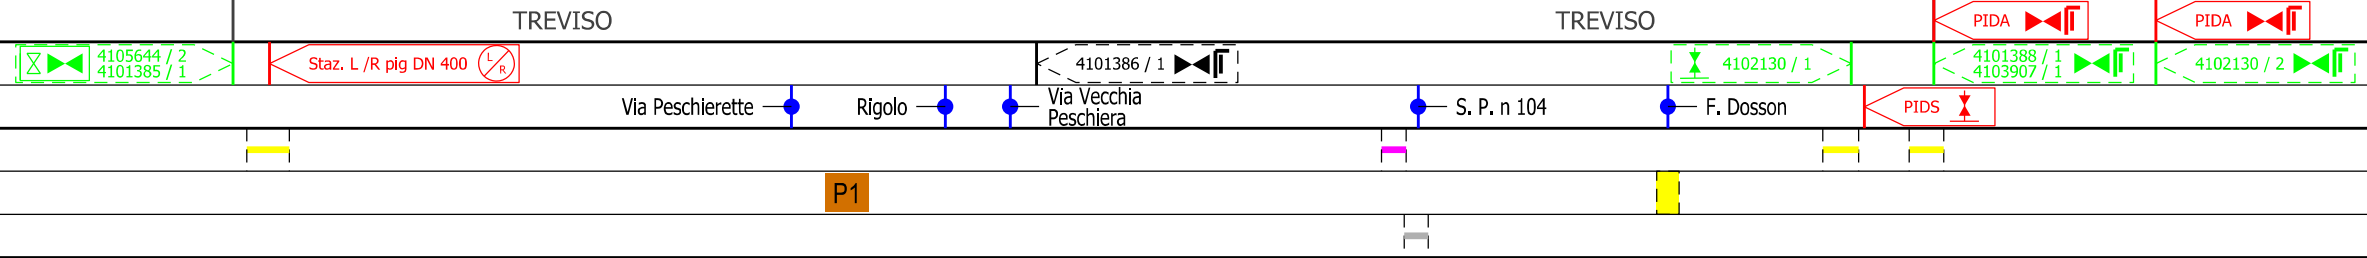 TREVISO
TREVISO
PIDA
PIDA
4105644 / 2
4101385 / 1
Staz. L /R pig DN 400
L
R
4101386 / 1
4102130 / 1
4101388 / 1
4103907 / 1
4102130 / 2
Via Peschierette
Rigolo
Via Vecchia
Peschiera
S. P. n 104
F. Dosson
PIDS
P1